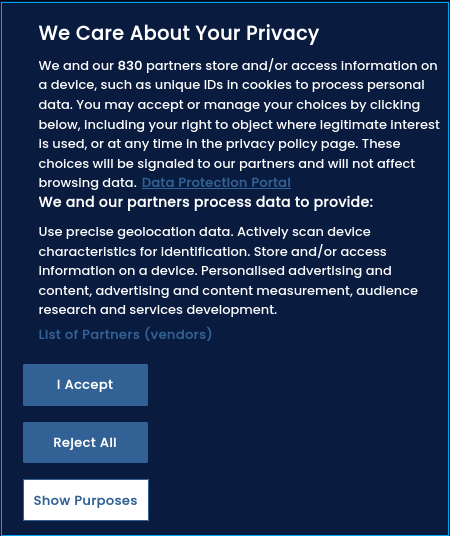 We Care About Your Privacy
We and our 830 partners store and/or access information on
a device, such as unique IDs in cookies to process personal
data. You may accept or manage your choices by clicking
below, including your right to object where legitimate interest
is used, or at any time in the privacy policy page. These
choices will be signaled to our partners and will not affect
browsing data. Data Protection Portal
We and our partners process data to provide:
Use precise geolocation data. Actively scan device
characteristics for identification. Store and/or access
information on a device. Personalised advertising and
content, advertising and content measurement, audience
research and services development.
List of Partners (vendors)
I Accept
Reject All
Show Purposes